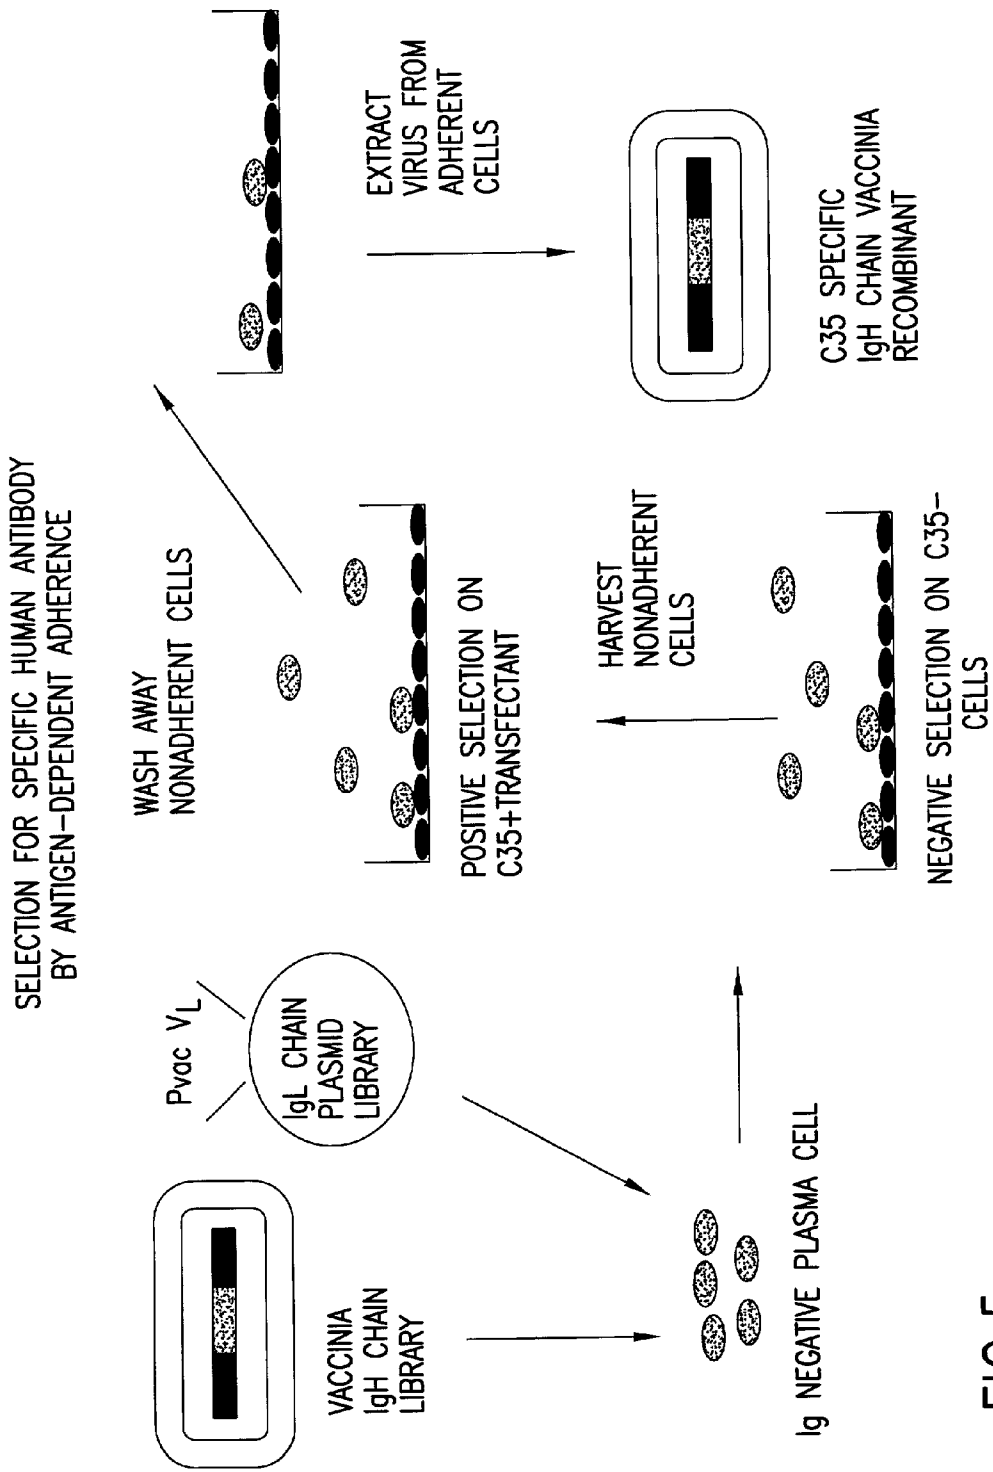 SELECTION FOR SPECIFIC HUMAN ANTIBODY
BY ANTIGEN-DEPENDENT ADHERENCE
VACCINIA
IgH CHAIN
LIBRARY
Pvac VL
IgL CHAIN
PLASMID
LIBRARY
Ig NEGATIVE PLASMA CELL
NEGATIVE SELECTION ON C35-
CELLS
HARVEST
NONADHERENT
CELLS
POSITIVE SELECTION ON
C35+TRANSFECTANT
WASH AWAY
NONADHERENT CELLS
EXTRACT
VIRUS FROM
ADHERENT
CELLS
C35 SPECIFIC
IgH CHAIN VACCINIA
RECOMBINANT